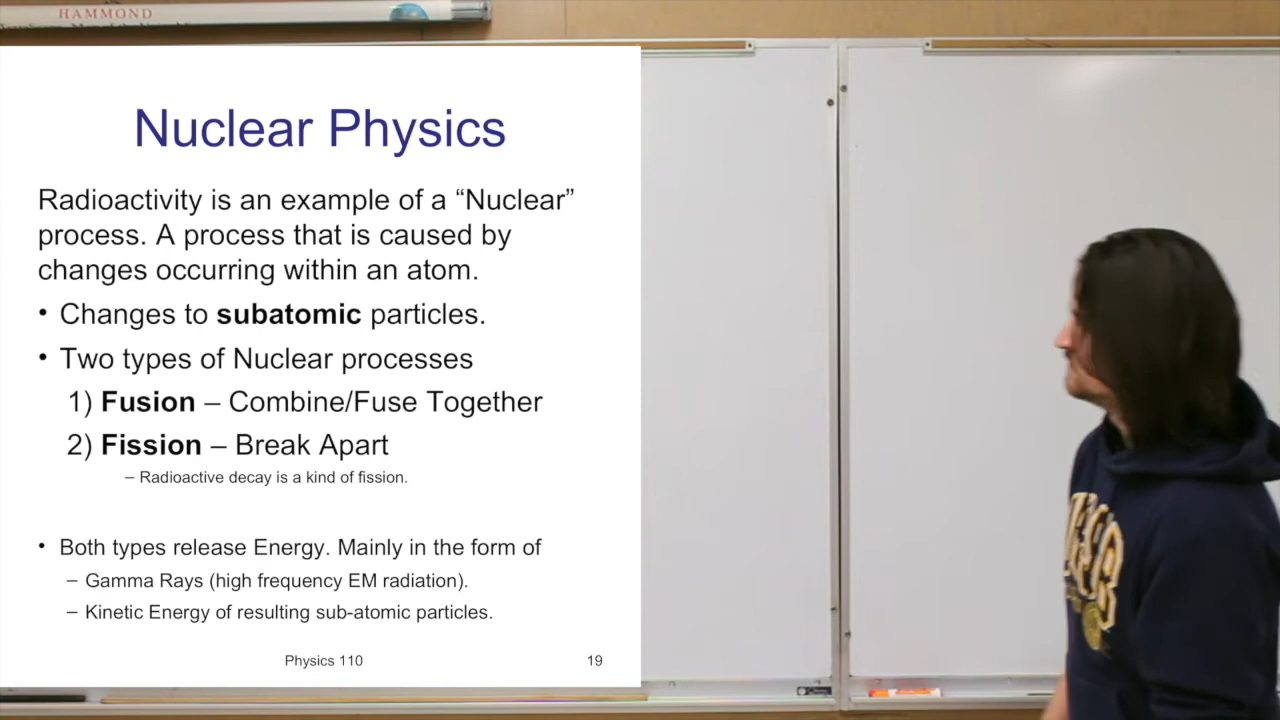 HAMMOND
Nuclear Physics
Radioactivity is an example of a “Nuclear”
process. A process that is caused by
changes occurring within an atom.
• Changes to subatomic particles.
• Two types of Nuclear processes
1) Fusion – Combine/Fuse Together
2) Fission – Break Apart
– Radioactive decay is a kind of fission.
• Both types release Energy. Mainly in the form of
– Gamma Rays (high frequency EM radiation).
– Kinetic Energy of resulting sub-atomic particles.
Physics 110
19